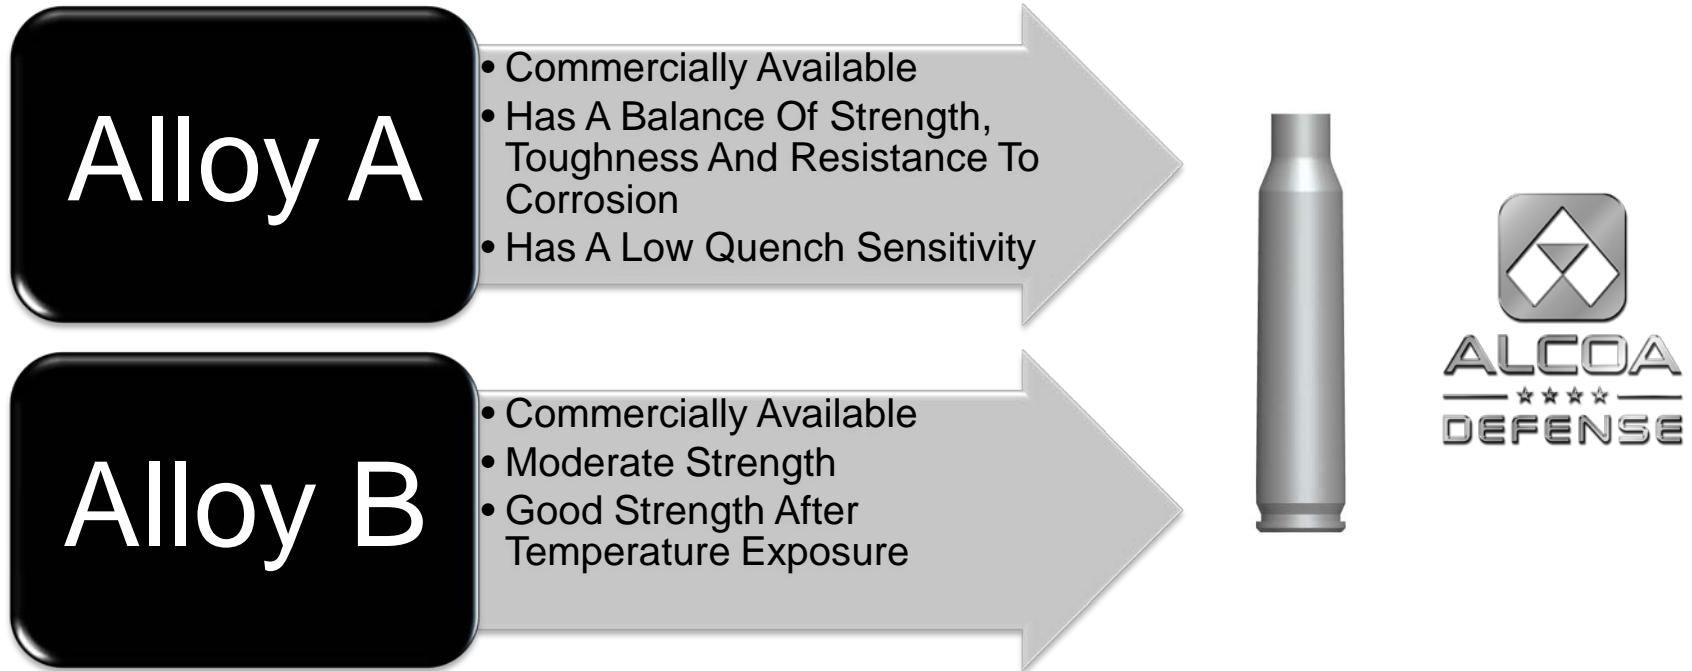 Alloy A
• Commercially Available
• Has A Balance Of Strength,
Toughness And Resistance To
Corrosion
• Has A Low Quench Sensitivity
Alloy B
• Commercially Available
• Moderate Strength
• Good Strength After
Temperature Exposure
ALCOA
DEFENSE